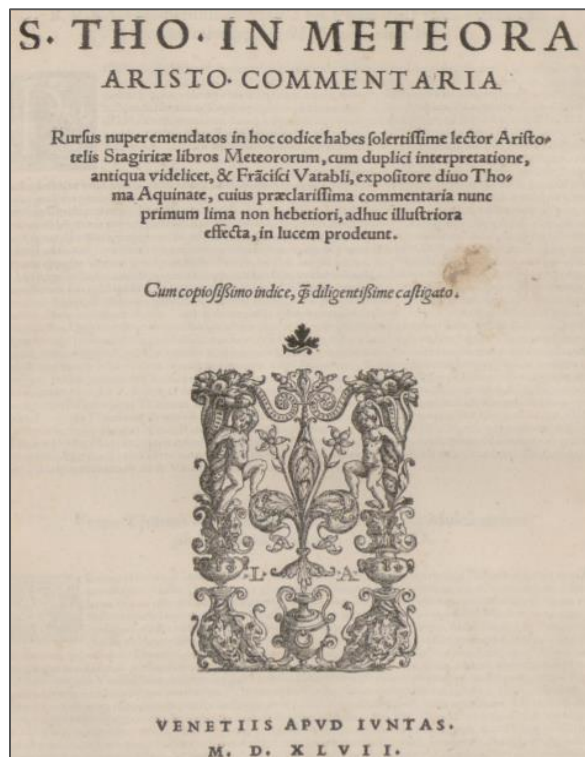 S. THO. IN METEORA
ARISTO. COMMENTARIA
Rursus nuper emendatos in hoc codice habes solertissime lector Aristo-
telis Stagiritæ libros Meteororum, cum duplici interpretatione,
antiqua videlicet, & Frãcisci Vatabli, expositore diuo Tho-
ma Aquinate, cuius præclarissima commentaria nunc
primum lima non hebetiori, adhuc illustriora
effecta, in lucem prodeunt.
Cum copiosissimo indice, q̃3 diligentissime castigato.
.L. A.
VENETIIS APVD IVNTAS.
M. D. XLVII.